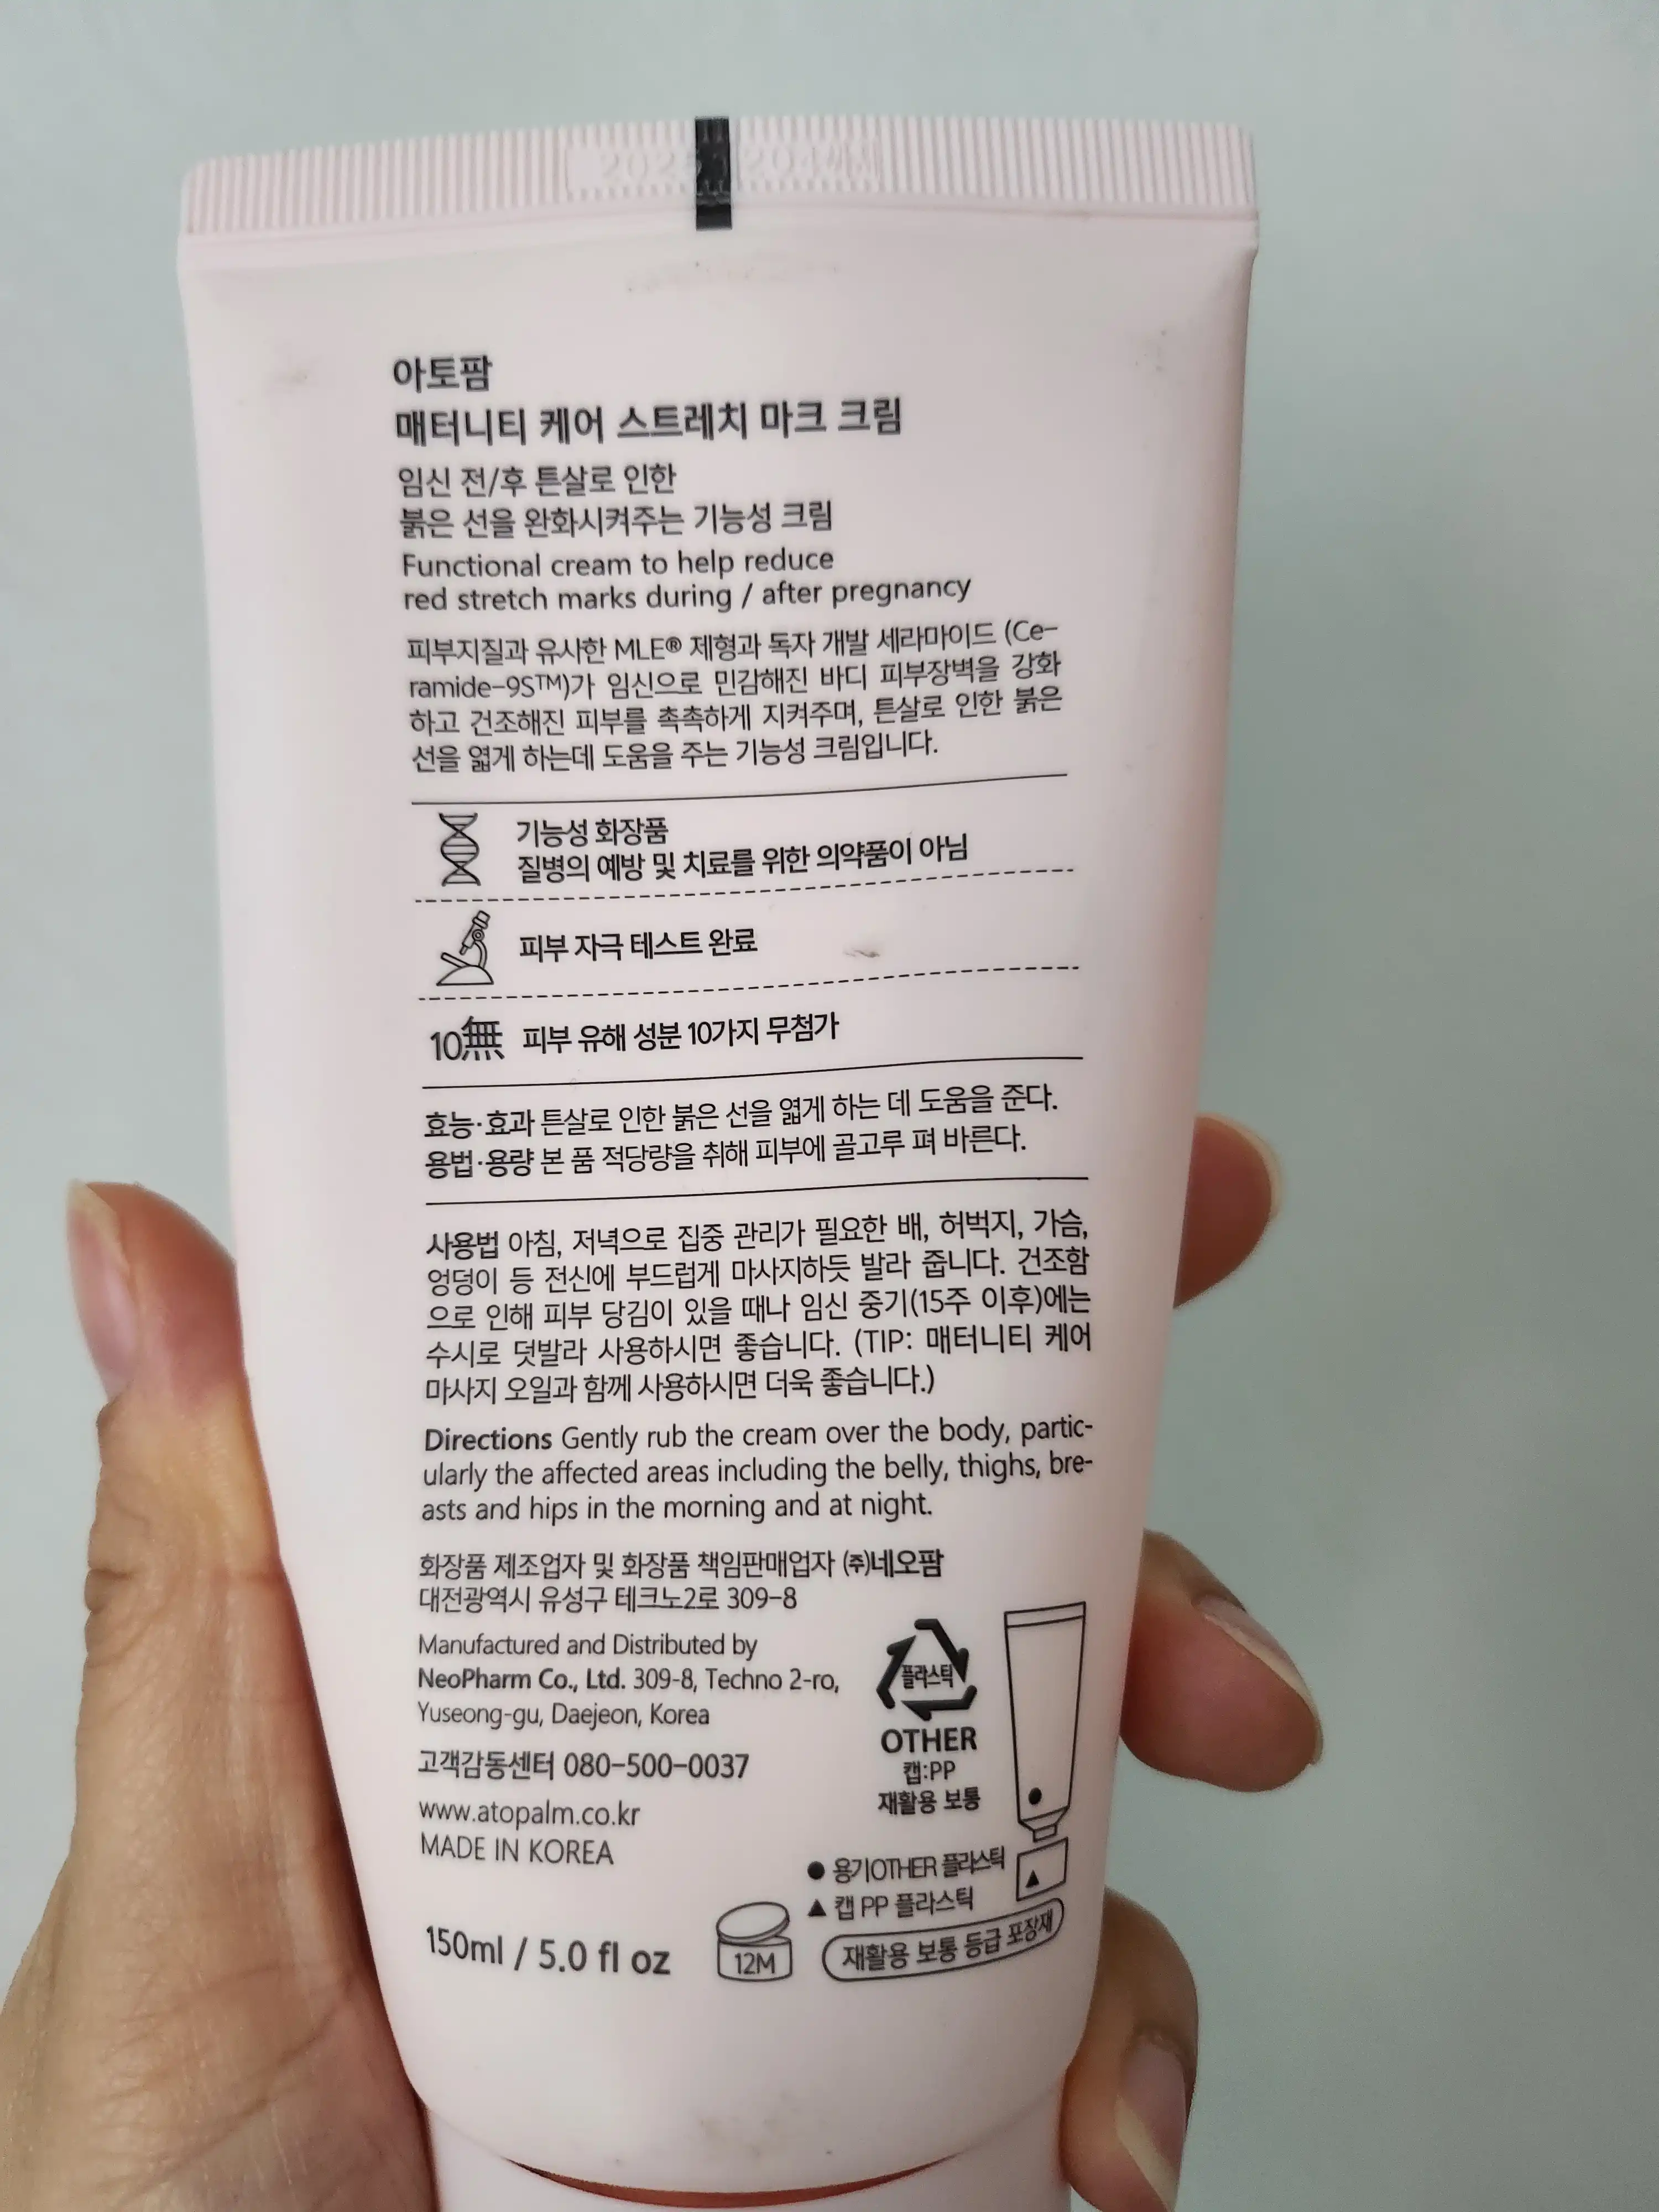 아토팜
매터니티 케어 스트레치 마크 크림
임신 전/후 튼살로 인한
붉은 선을 완화시켜주는 기능성 크림
Functional cream to help reduce
red stretch marks during / after pregnancy
피부지질과 유사한 MLE® 제형과 독자 개발 세라마이드 (Ce-
ramide-9S™)가 임신으로 민감해진 바디 피부장벽을 강화
하고 건조해진 피부를 촉촉하게 지켜주며, 튼살로 인한 붉은
선을 엷게 하는데 도움을 주는 기능성 크림입니다.
기능성 화장품
질병의 예방 및 치료를 위한 의약품이 아님
피부 자극 테스트 완료
10無 피부 유해 성분 10가지 무첨가
효능·효과 튼살로 인한 붉은 선을 엷게 하는 데 도움을 준다.
용법·용량 본 품 적당량을 취해 피부에 골고루 펴 바른다.
사용법 아침, 저녁으로 집중 관리가 필요한 배, 허벅지, 가슴,
엉덩이 등 전신에 부드럽게 마사지하듯 발라 줍니다. 건조함
으로 인해 피부 당김이 있을 때나 임신 중기(15주 이후)에는
수시로 덧발라 사용하시면 좋습니다. (TIP: 매터니티 케어
마사지 오일과 함께 사용하시면 더욱 좋습니다.)
Directions Gently rub the cream over the body, partic-
ularly the affected areas including the belly, thighs, bre-
asts and hips in the morning and at night.
화장품 제조업자 및 화장품 책임판매업자 ㈜네오팜
대전광역시 유성구 테크노2로 309-8
Manufactured and Distributed by
NeoPharm Co., Ltd. 309-8, Techno 2-ro,
Yuseong-gu, Daejeon, Korea
고객감동센터 080-500-0037
www.atopalm.co.kr
MADE IN KOREA
플라스틱
OTHER
캡:PP
재활용 보통
● 용기OTHER 플라스틱
▲ 캡 PP 플라스틱
재활용 보통 등급 포장재
150ml / 5.0 fl oz
12M